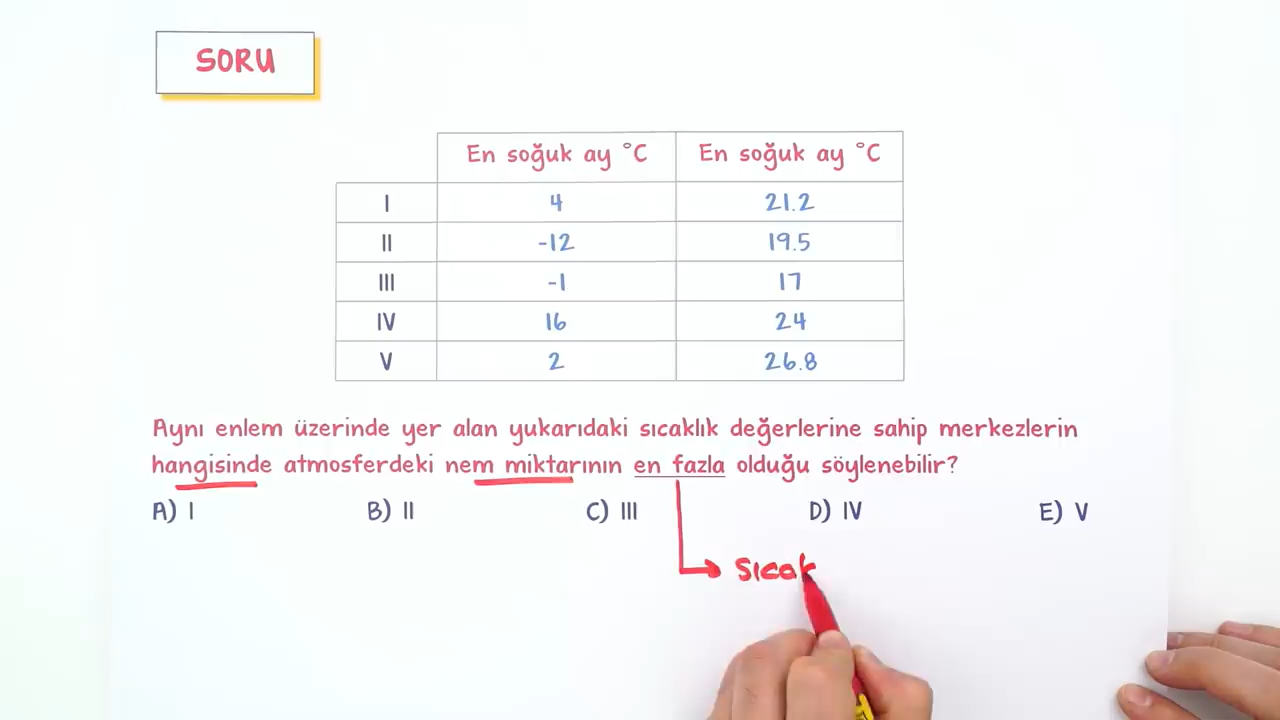 SORU
En soğuk ay °C En soğuk ay °C
I 4 21.2
II -12 19.5
III -1 17
IV 16 24
V 2 26.8
Aynı enlem üzerinde yer alan yukarıdaki sıcaklık değerlerine sahip merkezlerin
hangisinde atmosferdeki nem miktarının en fazla olduğu söylenebilir?
A) I B) II C) III D) IV E) V
Sıcak